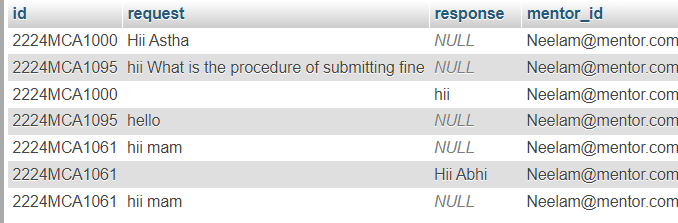 id request response mentor_id
2224MCA1000 Hii Astha NULL Neelam@mentor.com
2224MCA1095 hii What is the procedure of submitting fine NULL Neelam@mentor.com
2224MCA1000 hii Neelam@mentor.com
2224MCA1095 hello NULL Neelam@mentor.com
2224MCA1061 hii mam NULL Neelam@mentor.com
2224MCA1061 Hii Abhi Neelam@mentor.com
2224MCA1061 hii mam NULL Neelam@mentor.com